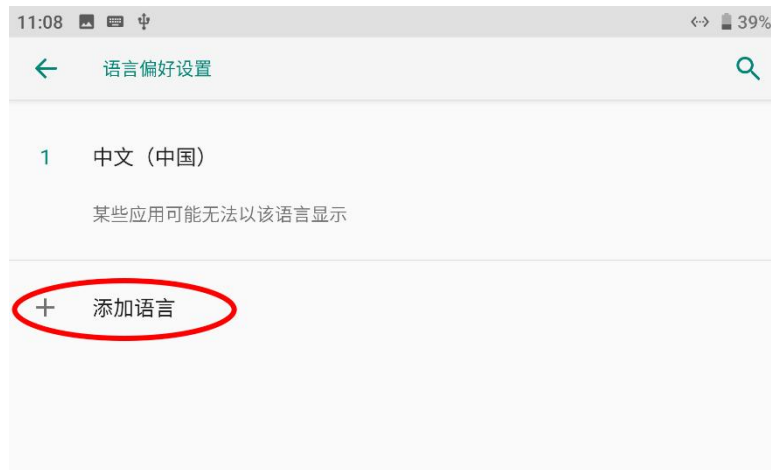 11:08
39%
语言偏好设置
1 中文（中国）
某些应用可能无法以该语言显示
+ 添加语言